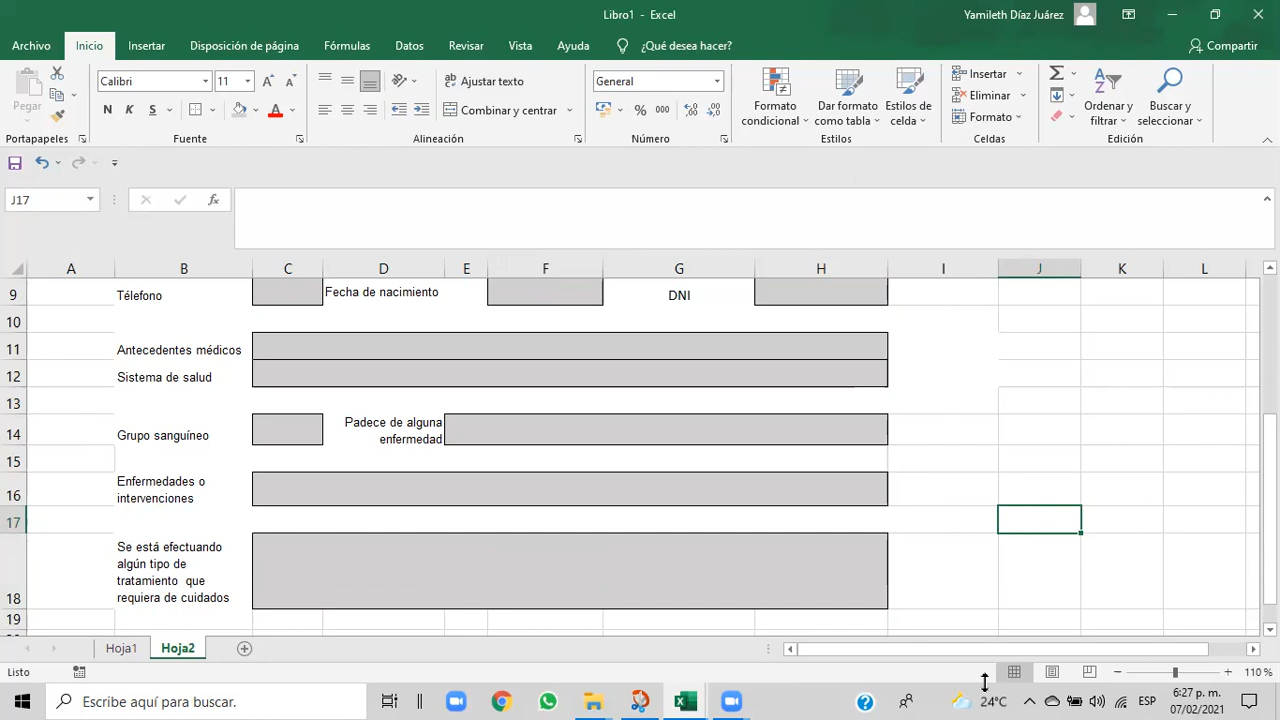 Libro1 - Excel
Yamileth Díaz Juárez
Archivo Inicio Insertar Disposición de página Fórmulas Datos Revisar Vista Ayuda ¿Qué desea hacer? Compartir
Pegar
Calibri 11
Ajustar texto
General
N K S
Combinar y centrar
% 000
Formato condicional
Dar formato como tabla
Estilos de celda
Insertar
Eliminar
Formato
Ordenar y filtrar
Buscar y seleccionar
Portapapeles Fuente Alineación Número Estilos Celdas Edición
J17
fx
A B C D E F G H I J K L
9 Télefono Fecha de nacimiento DNI
10
11 Antecedentes médicos
12 Sistema de salud
13
14 Grupo sanguíneo Padece de alguna enfermedad
15
16 Enfermedades o intervenciones
17
18 Se está efectuando
algún tipo de
tratamiento que
requiera de cuidados
19
Hoja1 Hoja2
Listo
110 %
Escribe aquí para buscar.
24°C
ESP
6:27 p. m.
07/02/2021